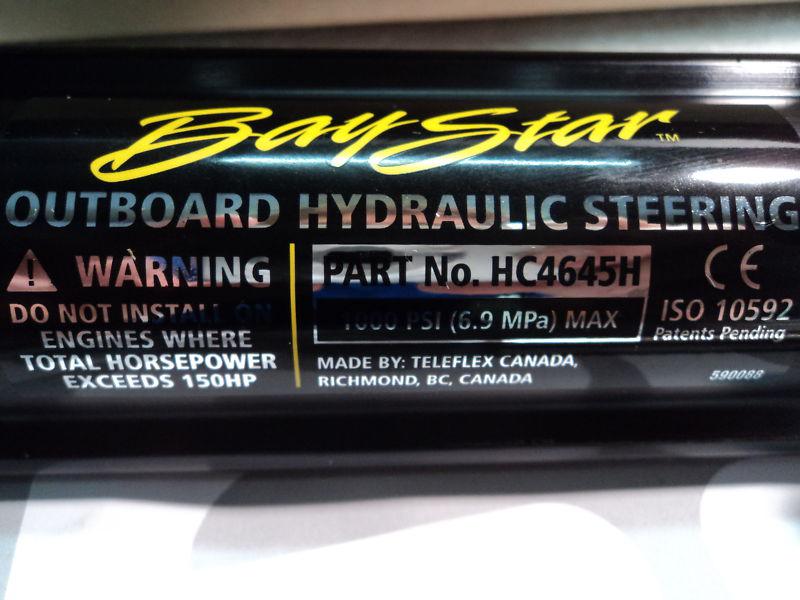 BayStar™
OUTBOARD HYDRAULIC STEERING
WARNING
DO NOT INSTALL ON
ENGINES WHERE
TOTAL HORSEPOWER
EXCEEDS 150HP
PART No. HC4645H
1000 PSI (6.9 MPa) MAX
MADE BY: TELEFLEX CANADA,
RICHMOND, BC, CANADA
CE
ISO 10592
Patents Pending
590088